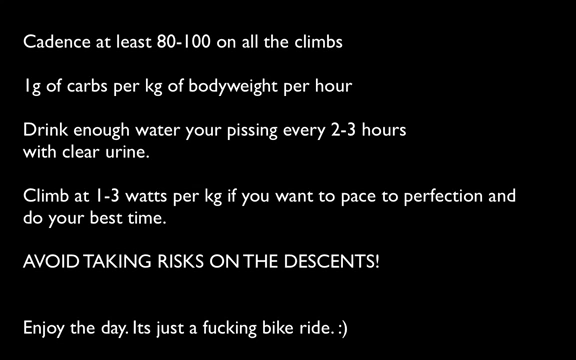 Cadence at least 80-100 on all the climbs
1g of carbs per kg of bodyweight per hour
Drink enough water your pissing every 2-3 hours
with clear urine.
Climb at 1-3 watts per kg if you want to pace to perfection and
do your best time.
AVOID TAKING RISKS ON THE DESCENTS!
Enjoy the day. Its just a fucking bike ride. :)